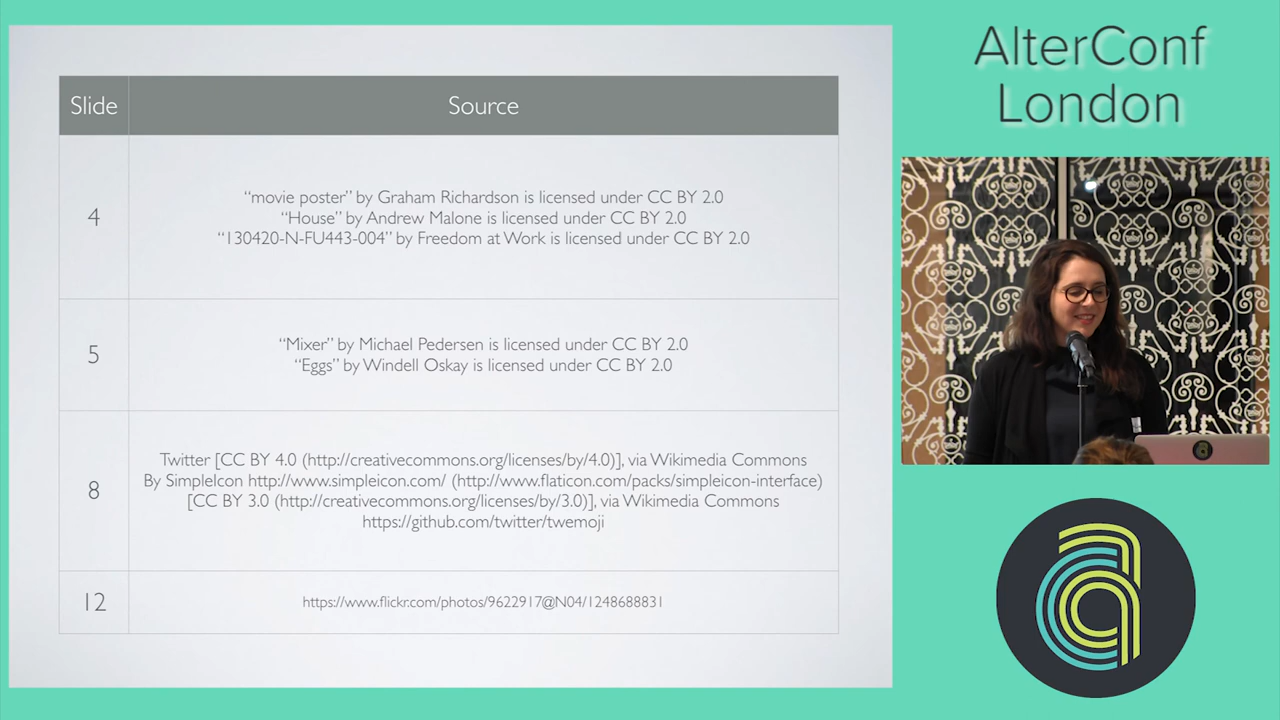 Slide Source
4
“movie poster” by Graham Richardson is licensed under CC BY 2.0
“House” by Andrew Malone is licensed under CC BY 2.0
“130420-N-FU443-004” by Freedom at Work is licensed under CC BY 2.0
5
“Mixer” by Michael Pedersen is licensed under CC BY 2.0
“Eggs” by Windell Oskay is licensed under CC BY 2.0
8
Twitter [CC BY 4.0 (http://creativecommons.org/licenses/by/4.0)], via Wikimedia Commons
By SimpleIcon http://www.simpleicon.com/ (http://www.flaticon.com/packs/simpleicon-interface)
[CC BY 3.0 (http://creativecommons.org/licenses/by/3.0)], via Wikimedia Commons
https://github.com/twitter/twemoji
12
https://www.flickr.com/photos/9622917@N04/1248688831
AlterConf
London